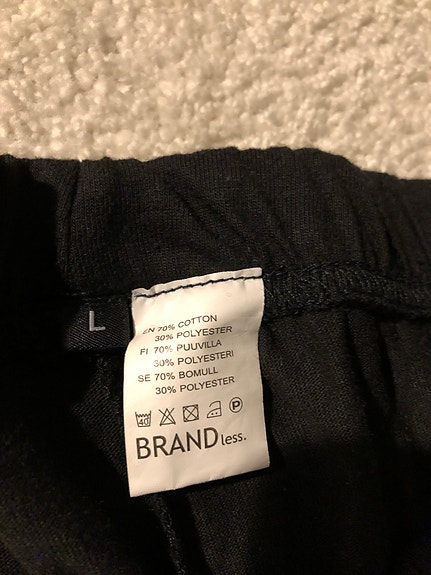 L
EN 70% COTTON
30% POLYESTER
FI 70% PUUVILLA
30% POLYESTERI
SE 70% BOMULL
30% POLYESTER
40 P
BRANDless.